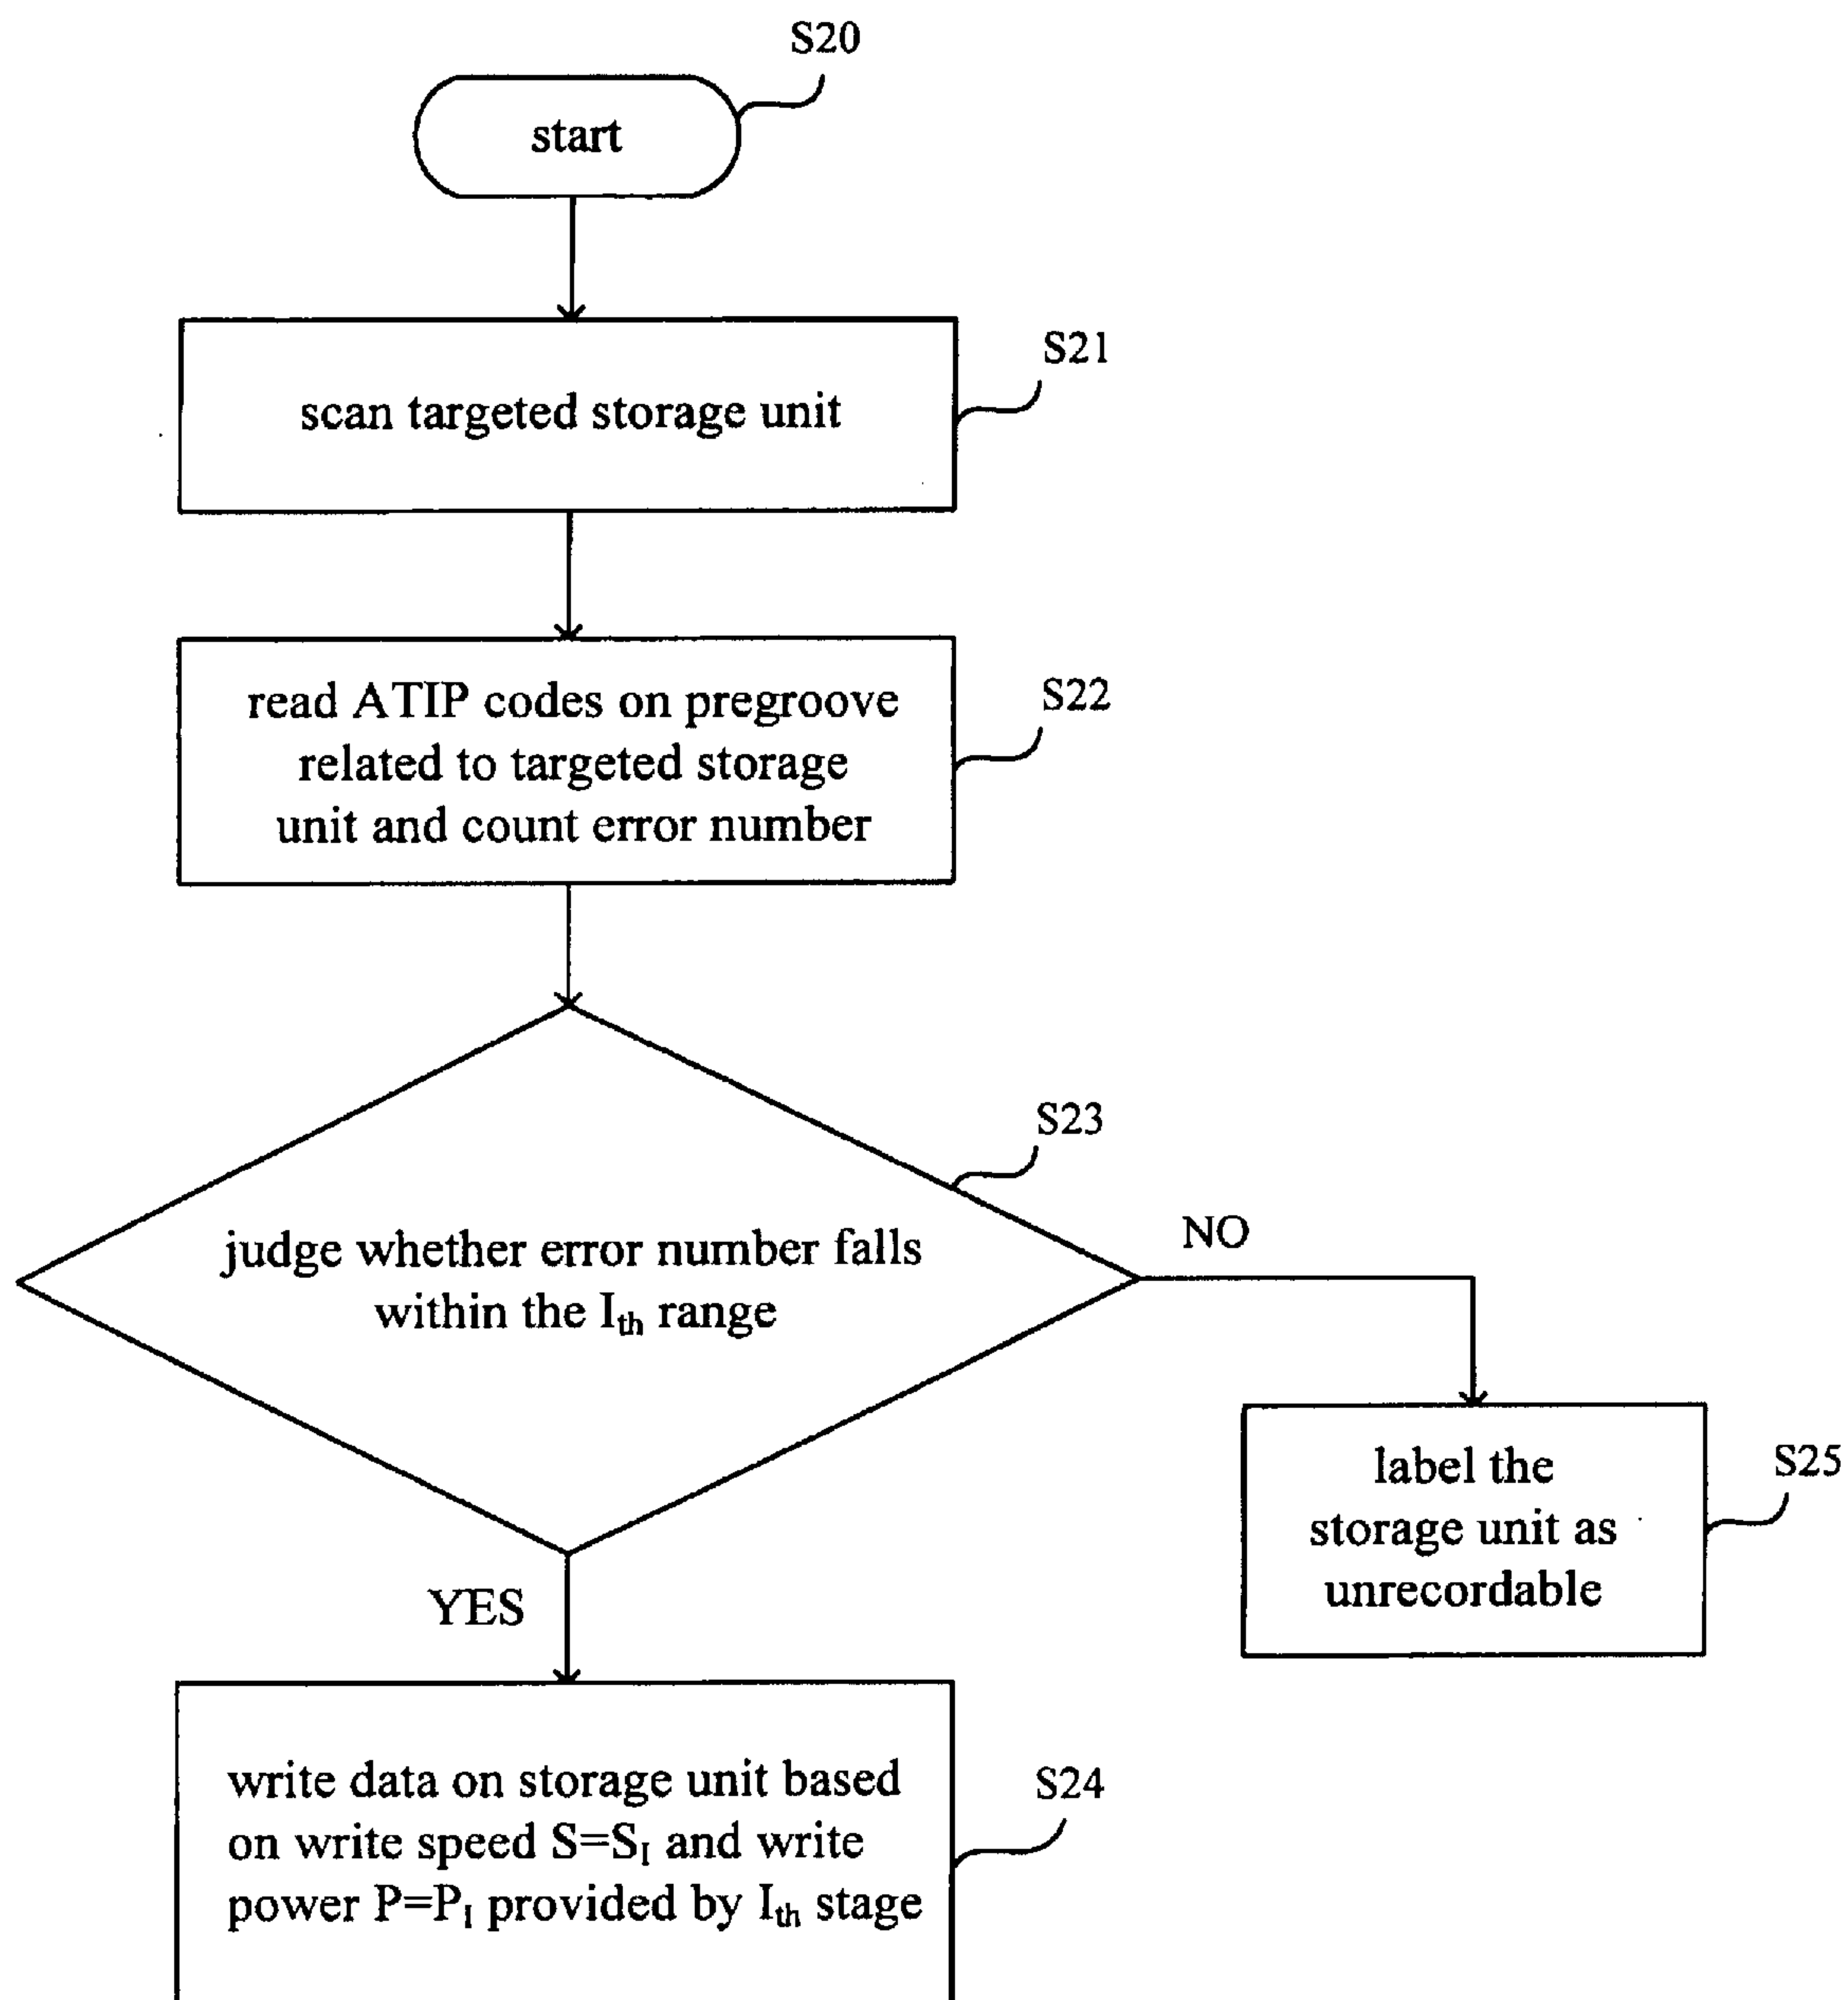 S20
start
S21
scan targeted storage unit
S22
read ATIP codes on pregroove
related to targeted storage
unit and count error number
S23
judge whether error number falls
within the Ith range
NO
label the
storage unit as
unrecordable
S25
YES
write data on storage unit based
on write speed S=SI and write
power P=PI provided by Ith stage
S24